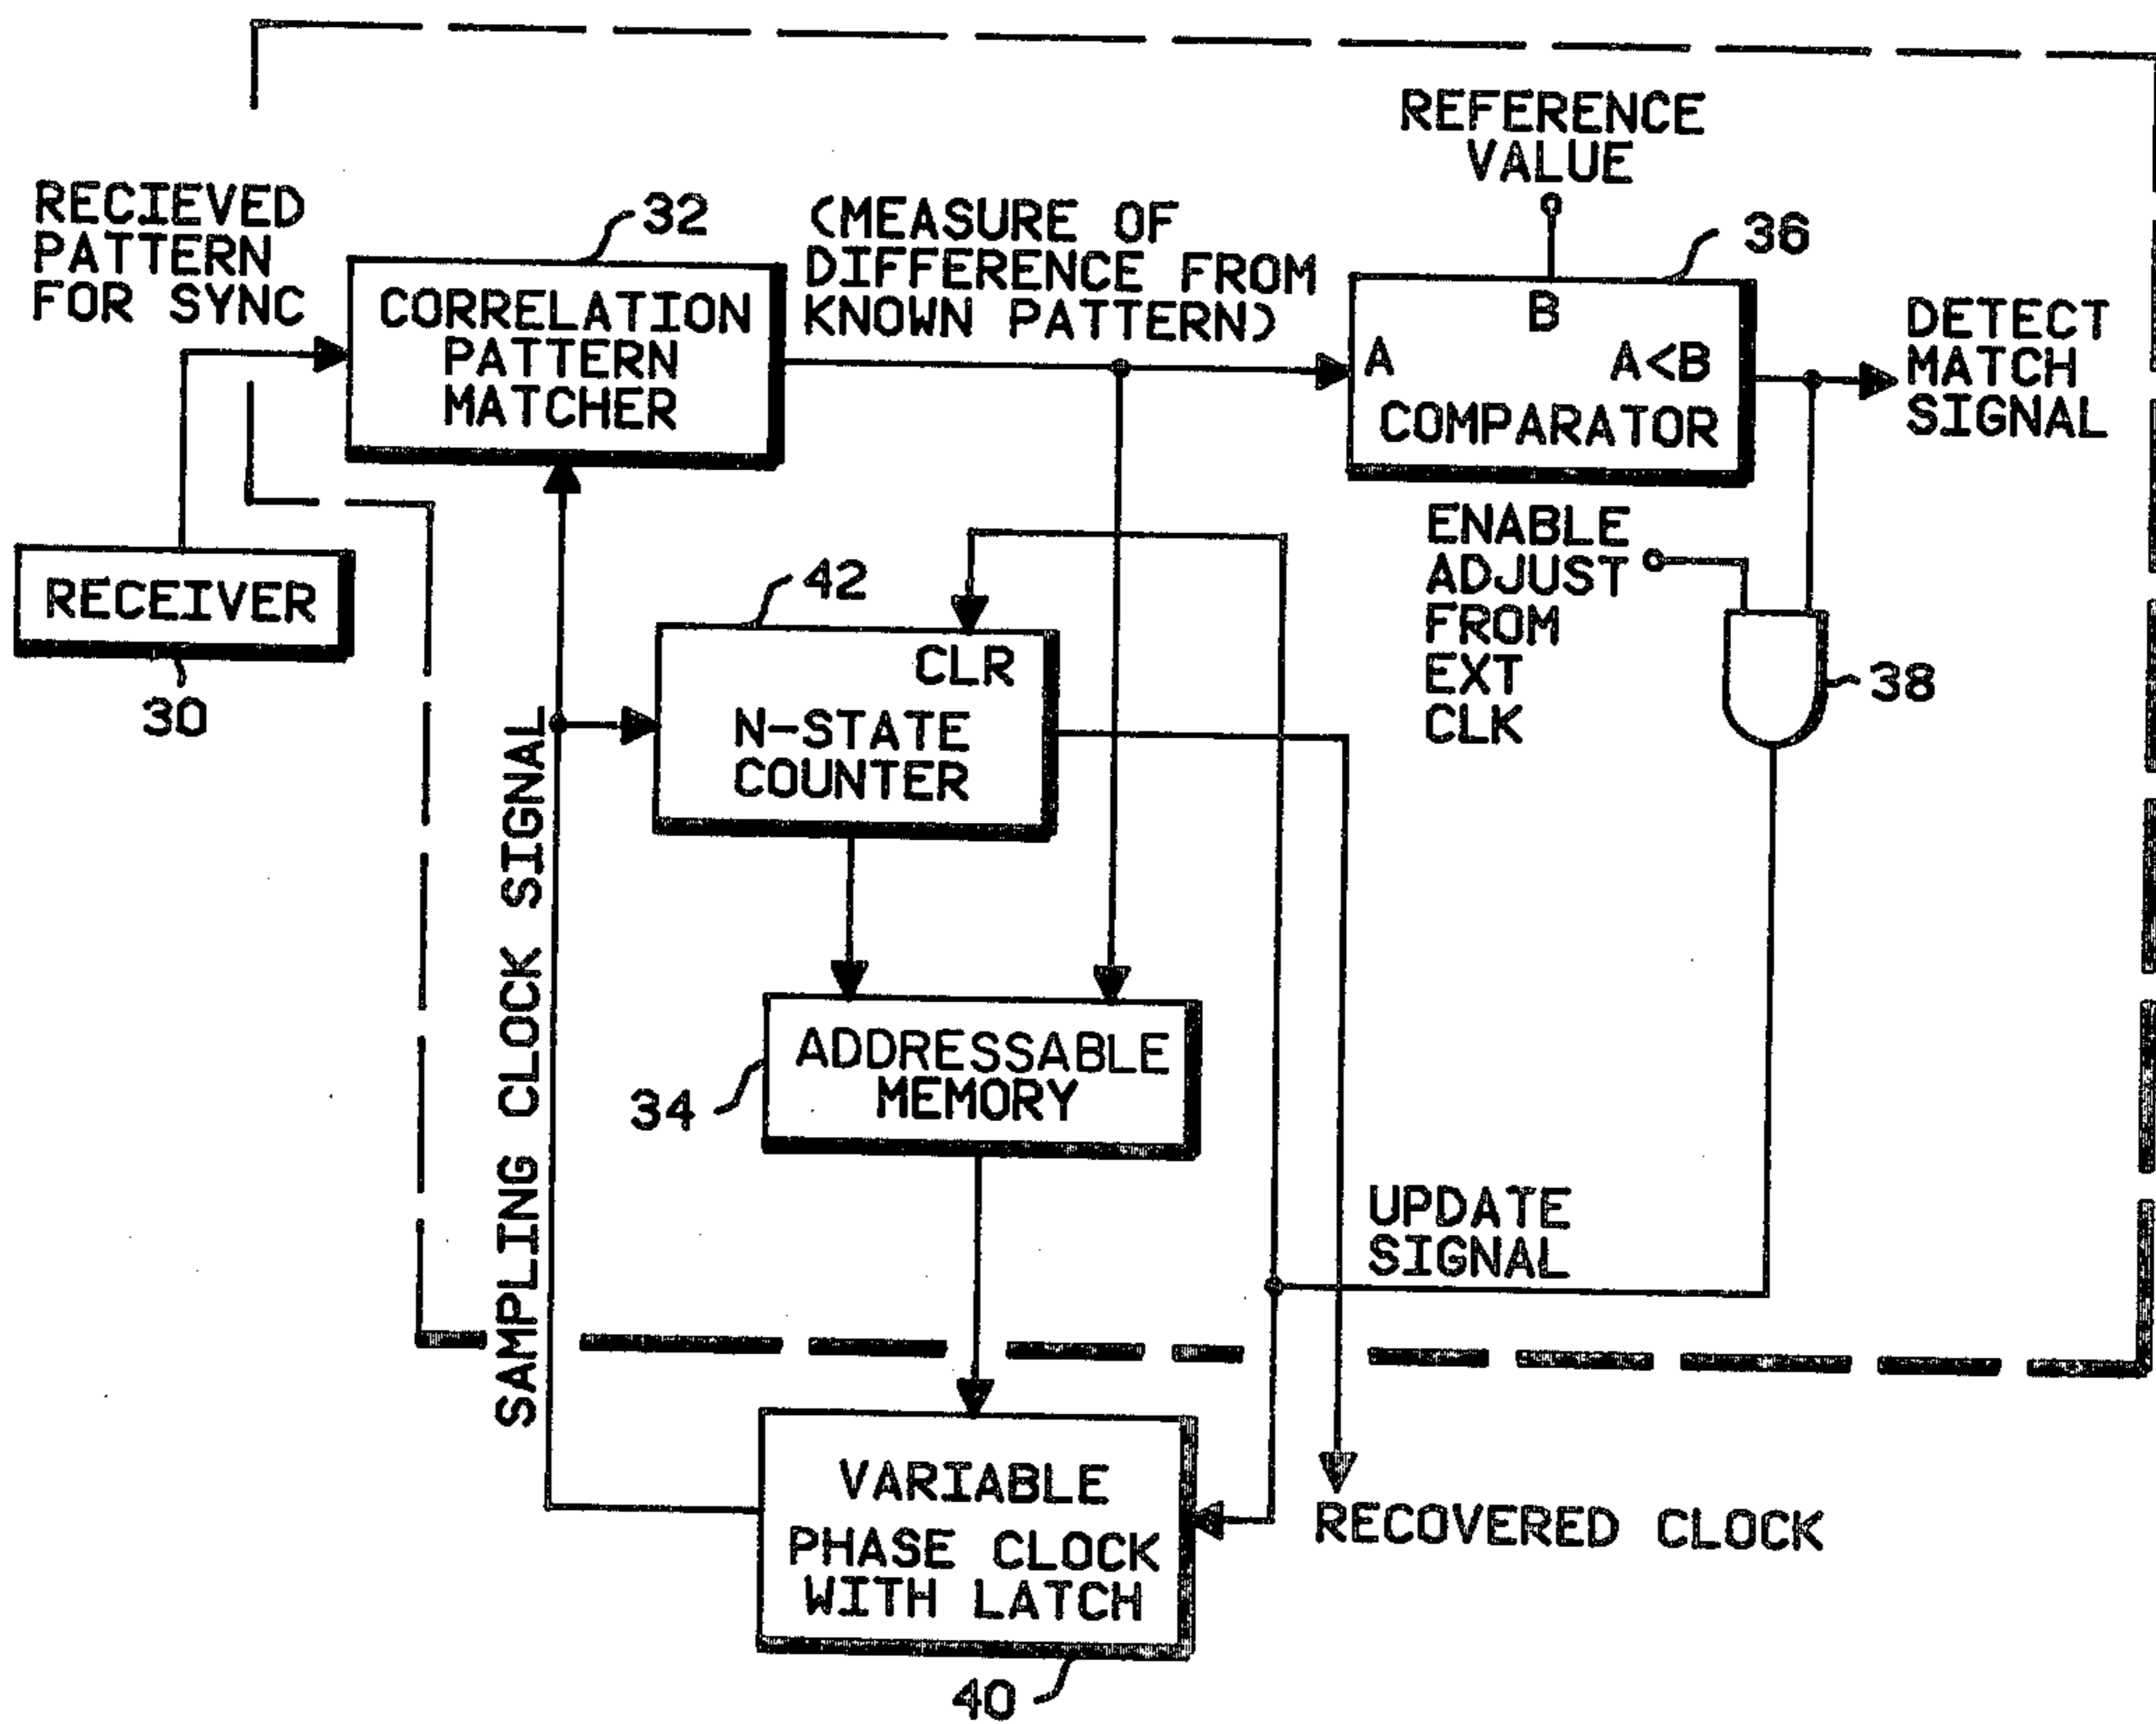 REFERENCE
VALUE
RECIEVED
PATTERN
FOR SYNC
32
(MEASURE OF
DIFFERENCE FROM
KNOWN PATTERN)
36
CORRELATION
PATTERN
MATCHER
B
A
A<B
COMPARATOR
DETECT
MATCH
SIGNAL
ENABLE
ADJUST
FROM
EXT
CLK
RECEIVER
30
42
CLR
N-STATE
COUNTER
38
SAMPLING CLOCK SIGNAL
ADDRESSABLE
MEMORY
34
UPDATE
SIGNAL
VARIABLE
PHASE CLOCK
WITH LATCH
RECOVERED CLOCK
40